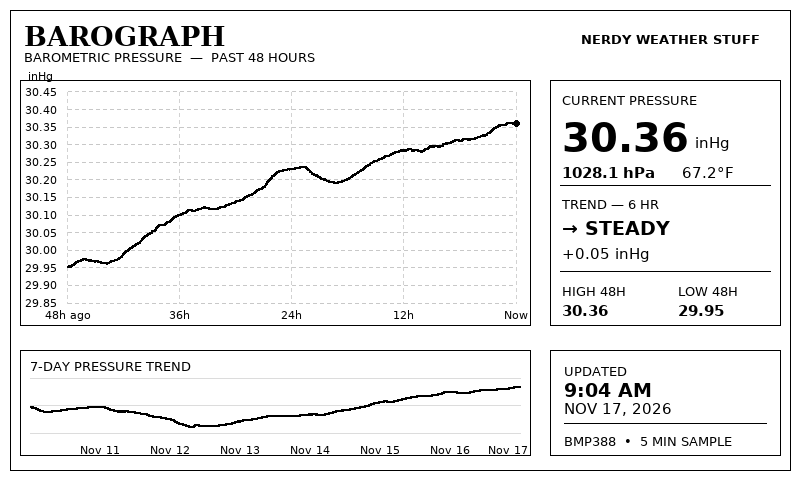 BAROGRAPH
BAROMETRIC PRESSURE — PAST 48 HOURS
NERDY WEATHER STUFF
inHg
30.45
30.40
30.35
30.30
30.25
30.20
30.15
30.10
30.05
30.00
29.95
29.90
29.85
48h ago 36h 24h 12h Now
CURRENT PRESSURE
30.36 inHg
1028.1 hPa 67.2°F
TREND — 6 HR
→ STEADY
+0.05 inHg
HIGH 48H LOW 48H
30.36 29.95
7-DAY PRESSURE TREND
Nov 11 Nov 12 Nov 13 Nov 14 Nov 15 Nov 16 Nov 17
UPDATED
9:04 AM
NOV 17, 2026
BMP388 • 5 MIN SAMPLE